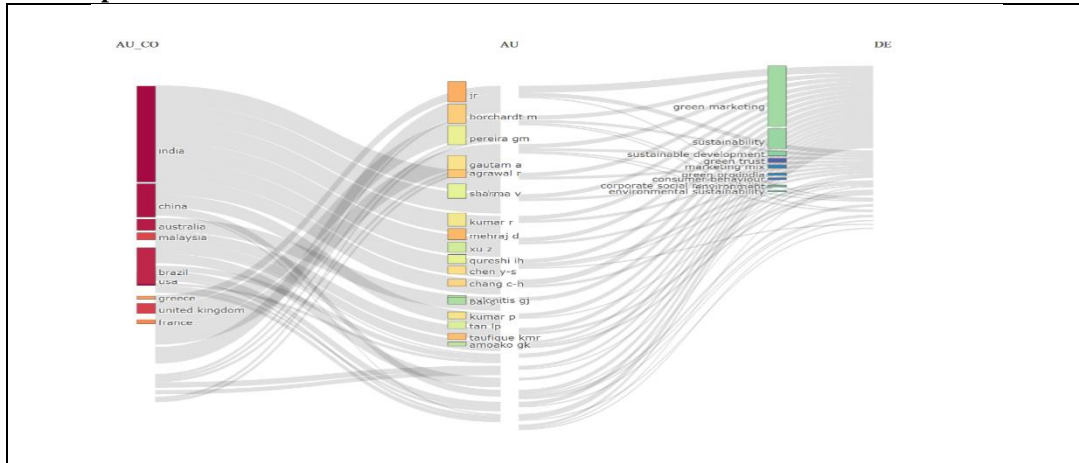 AU_CO
AU
DE
india
china
australia
malaysia
brazil
usa
greece
united kingdom
france
jr
borchardt m
pereira gm
gautam a
agrawal r
sharma v
kumar r
mehraj d
xu z
qureshi ih
chen y-s
chang c-h
kumar p
tan lp
taufique kmr
amoako gk
green marketing
sustainability
sustainable development
green trust
marketing mix
consumer behaviour
corporate social
environmental sustainability